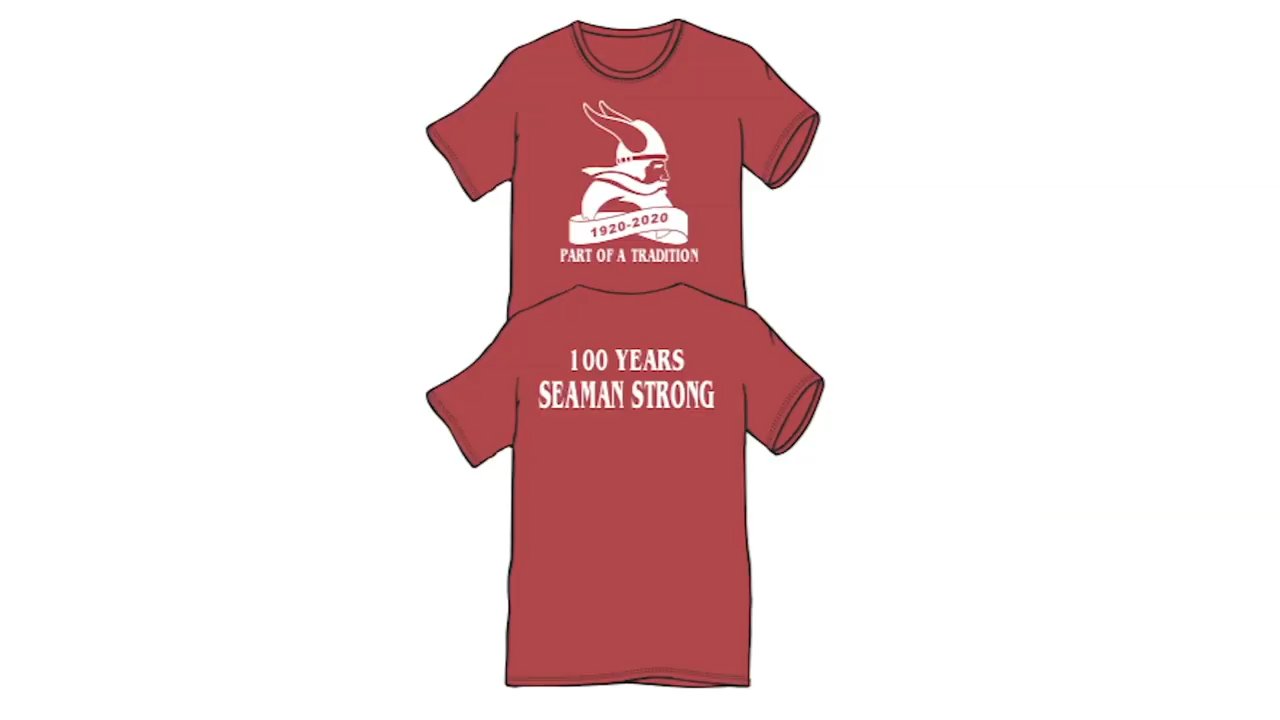 1920-2020
PART OF A TRADITION
100 YEARS
SEAMAN STRONG